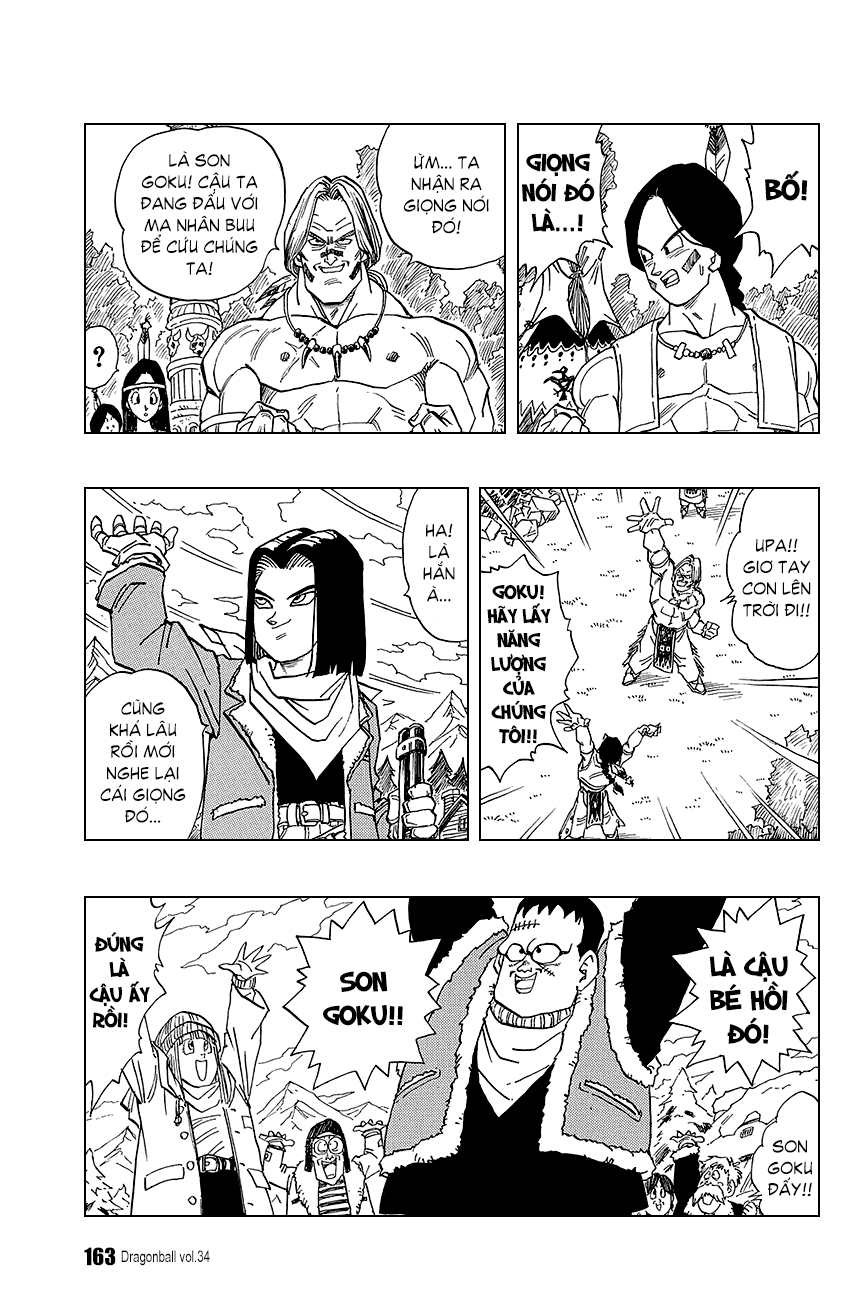 BỐ!
GIỌNG
NÓI ĐÓ
LÀ...!
ỪM... TA
NHẬN RA
GIỌNG NÓI
ĐÓ!
LÀ SON
GOKU! CẬU TA
ĐANG ĐẤU VỚI
MA NHÂN BUU
ĐỂ CỨU CHÚNG
TA!
?
UPA!!
GIƠ TAY
CON LÊN
TRỜI ĐI!!
GOKU!
HÃY LẤY
NĂNG
LƯỢNG
CỦA
CHÚNG
TÔI!!
HA!
LÀ
HẮN
À...
CŨNG
KHÁ LÂU
RỒI MỚI
NGHE LẠI
CÁI GIỌNG
ĐÓ...
LÀ CẬU
BÉ HỒI
ĐÓ!
SON
GOKU
ĐẤY!!
SON
GOKU!!
ĐÚNG
LÀ
CẬU ẤY
RỒI!
163 Dragonball vol.34